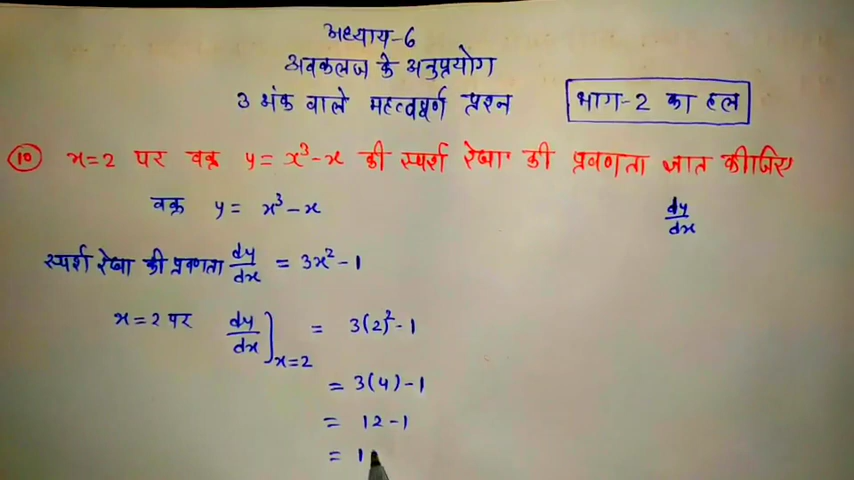 अध्याय-6
अवकलज के अनुप्रयोग
3 अंक वाले महत्वपूर्ण प्रश्न
भाग-2 का हल
10 x=2 पर वक्र y = x³-x की स्पर्श रेखा की प्रवणता ज्ञात कीजिए
वक्र y = x³-x
dy/dx
स्पर्श रेखा की प्रवणता dy/dx = 3x²-1
x=2 पर dy/dx]x=2 = 3(2)²-1
= 3(4)-1
= 12-1
= 1